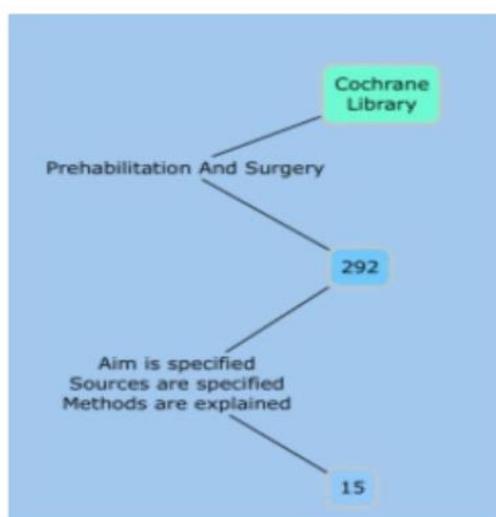 Cochrane
Library
Prehabilitation And Surgery
292
Aim is specified
Sources are specified
Methods are explained
15